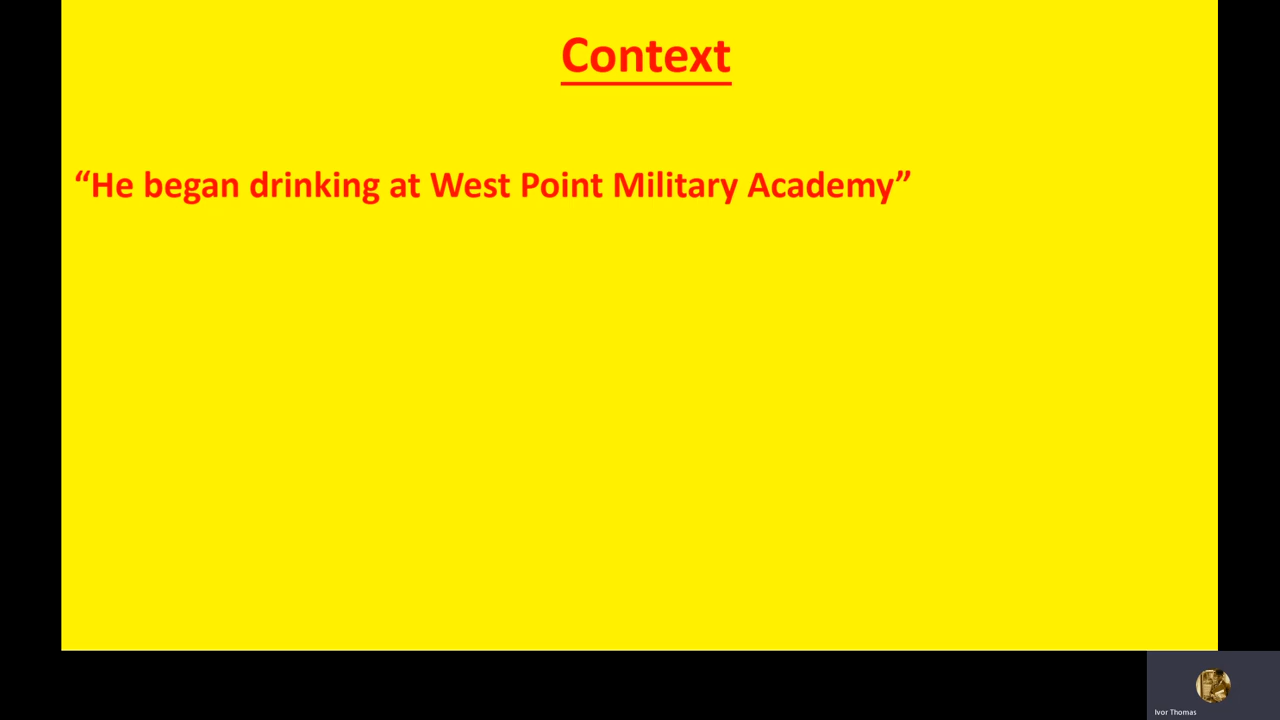 Context
“He began drinking at West Point Military Academy”
Ivor Thomas